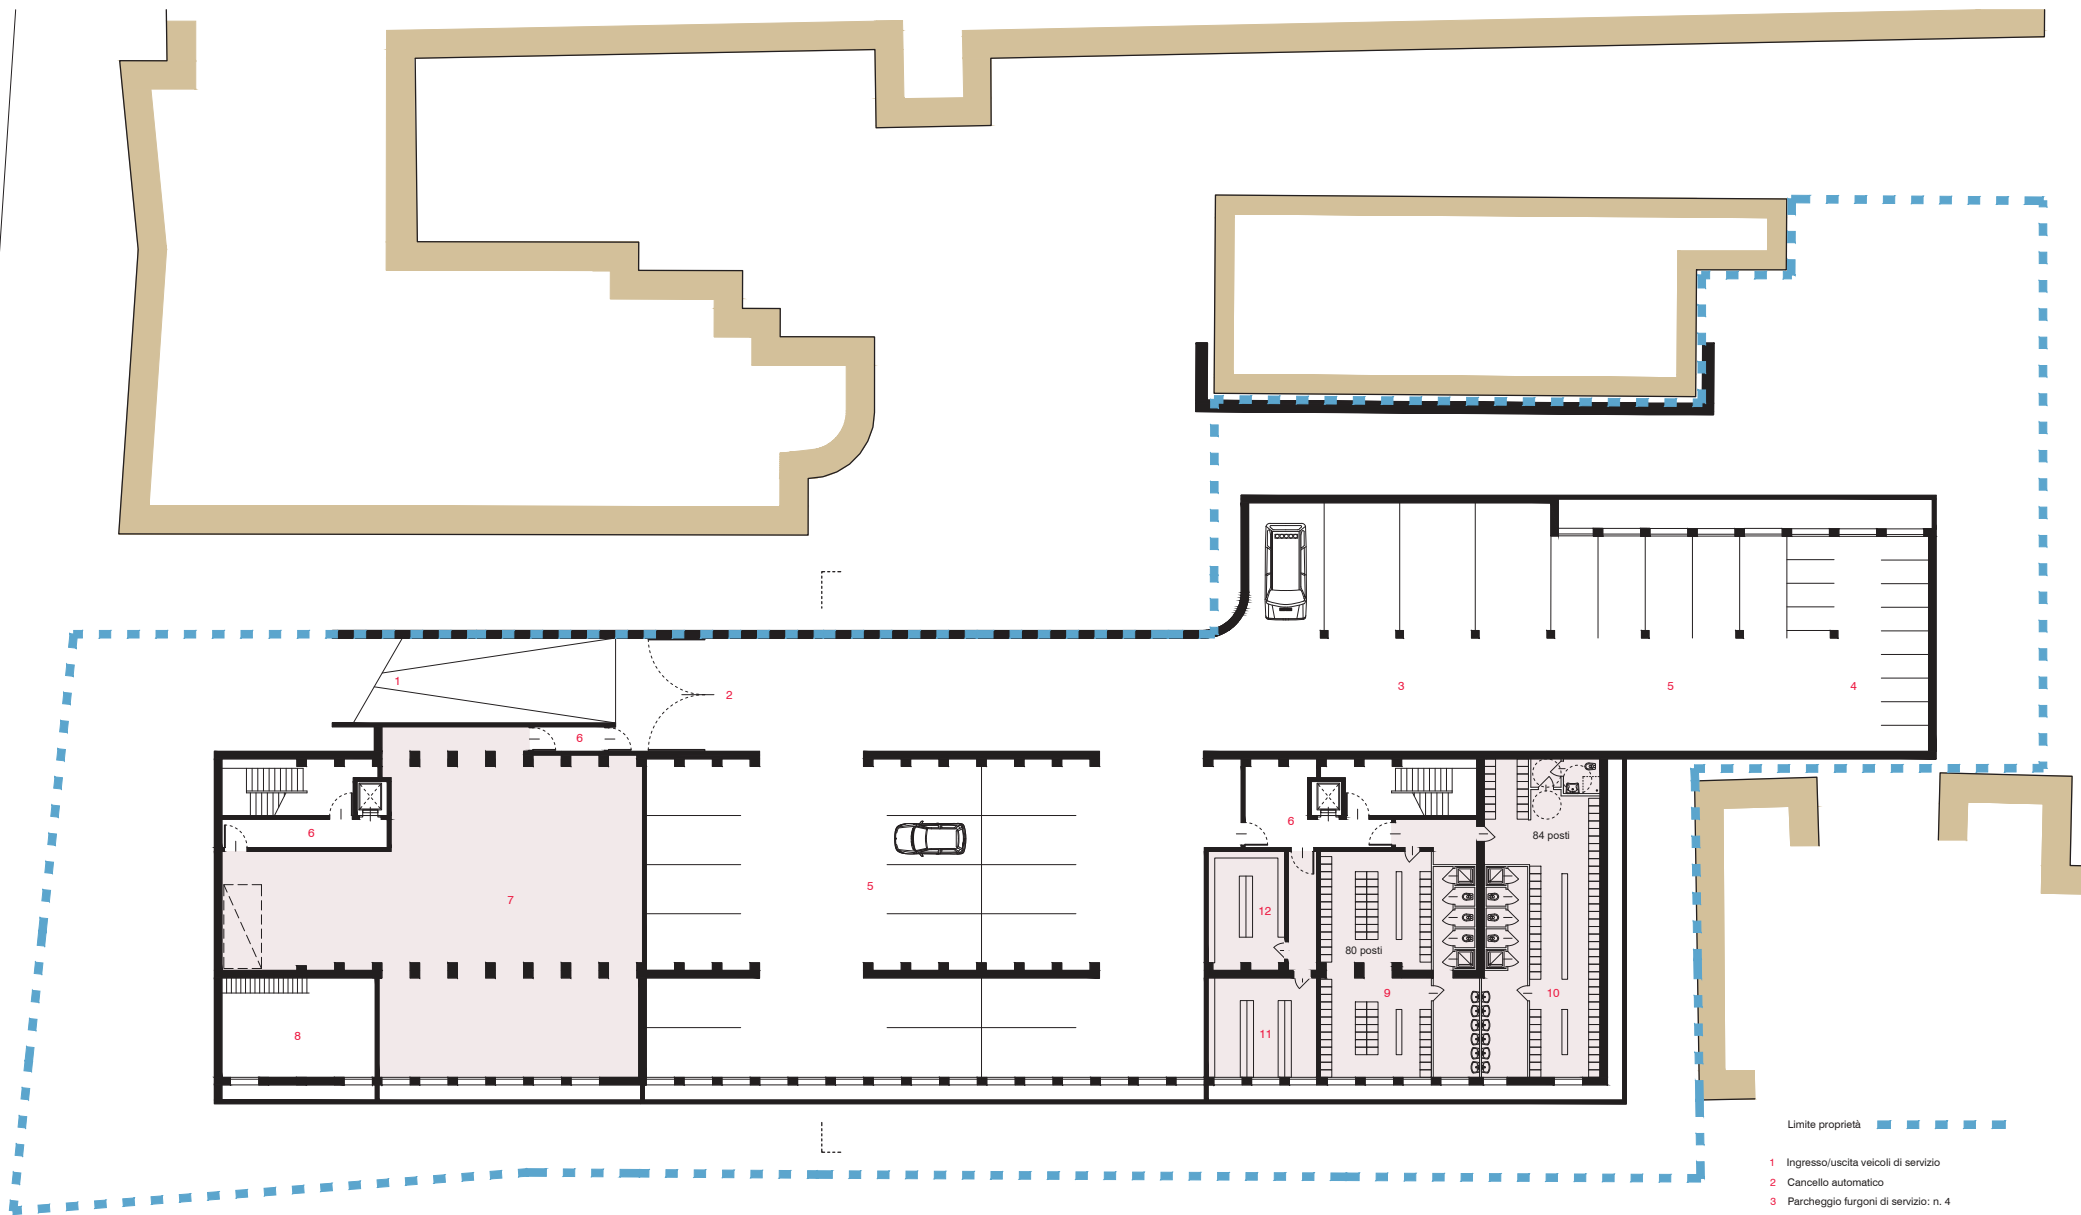 1
2
3
5
4
6
6
6
84 posti
5
7
12
80 posti
9
10
11
8
Limite proprietà
1 Ingresso/uscita veicoli di servizio
2 Cancello automatico
3 Parcheggio furgoni di servizio: n. 4